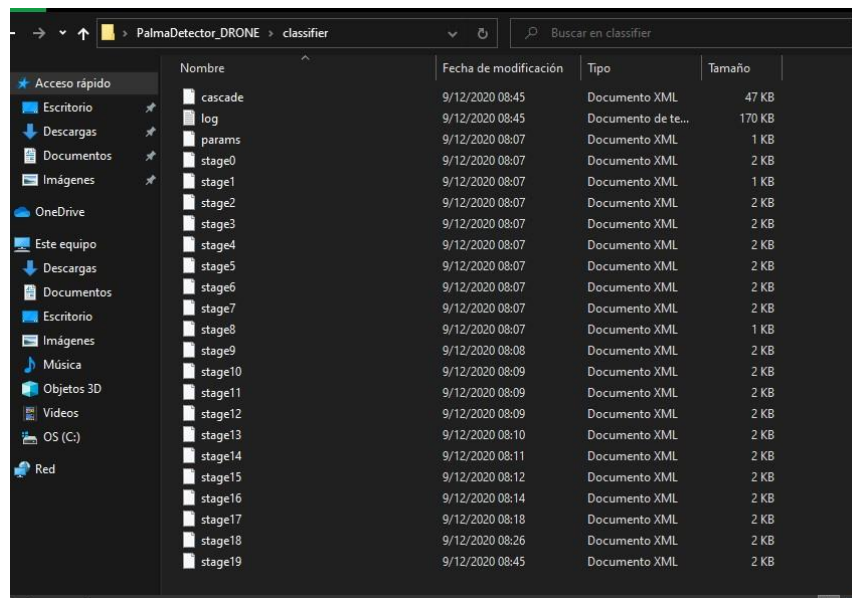 PalmaDetector_DRONE > classifier
Buscar en classifier
Nombre Fecha de modificación Tipo Tamaño
Acceso rápido
Escritorio
Descargas
Documentos
Imágenes
OneDrive
Este equipo
Descargas
Documentos
Escritorio
Imágenes
Música
Objetos 3D
Videos
OS (C:)
Red
cascade 9/12/2020 08:45 Documento XML 47 KB
log 9/12/2020 08:45 Documento de te... 170 KB
params 9/12/2020 08:07 Documento XML 1 KB
stage0 9/12/2020 08:07 Documento XML 2 KB
stage1 9/12/2020 08:07 Documento XML 1 KB
stage2 9/12/2020 08:07 Documento XML 2 KB
stage3 9/12/2020 08:07 Documento XML 2 KB
stage4 9/12/2020 08:07 Documento XML 2 KB
stage5 9/12/2020 08:07 Documento XML 2 KB
stage6 9/12/2020 08:07 Documento XML 2 KB
stage7 9/12/2020 08:07 Documento XML 2 KB
stage8 9/12/2020 08:07 Documento XML 1 KB
stage9 9/12/2020 08:08 Documento XML 2 KB
stage10 9/12/2020 08:09 Documento XML 2 KB
stage11 9/12/2020 08:09 Documento XML 2 KB
stage12 9/12/2020 08:09 Documento XML 2 KB
stage13 9/12/2020 08:10 Documento XML 2 KB
stage14 9/12/2020 08:11 Documento XML 2 KB
stage15 9/12/2020 08:12 Documento XML 2 KB
stage16 9/12/2020 08:14 Documento XML 2 KB
stage17 9/12/2020 08:18 Documento XML 2 KB
stage18 9/12/2020 08:26 Documento XML 2 KB
stage19 9/12/2020 08:45 Documento XML 2 KB